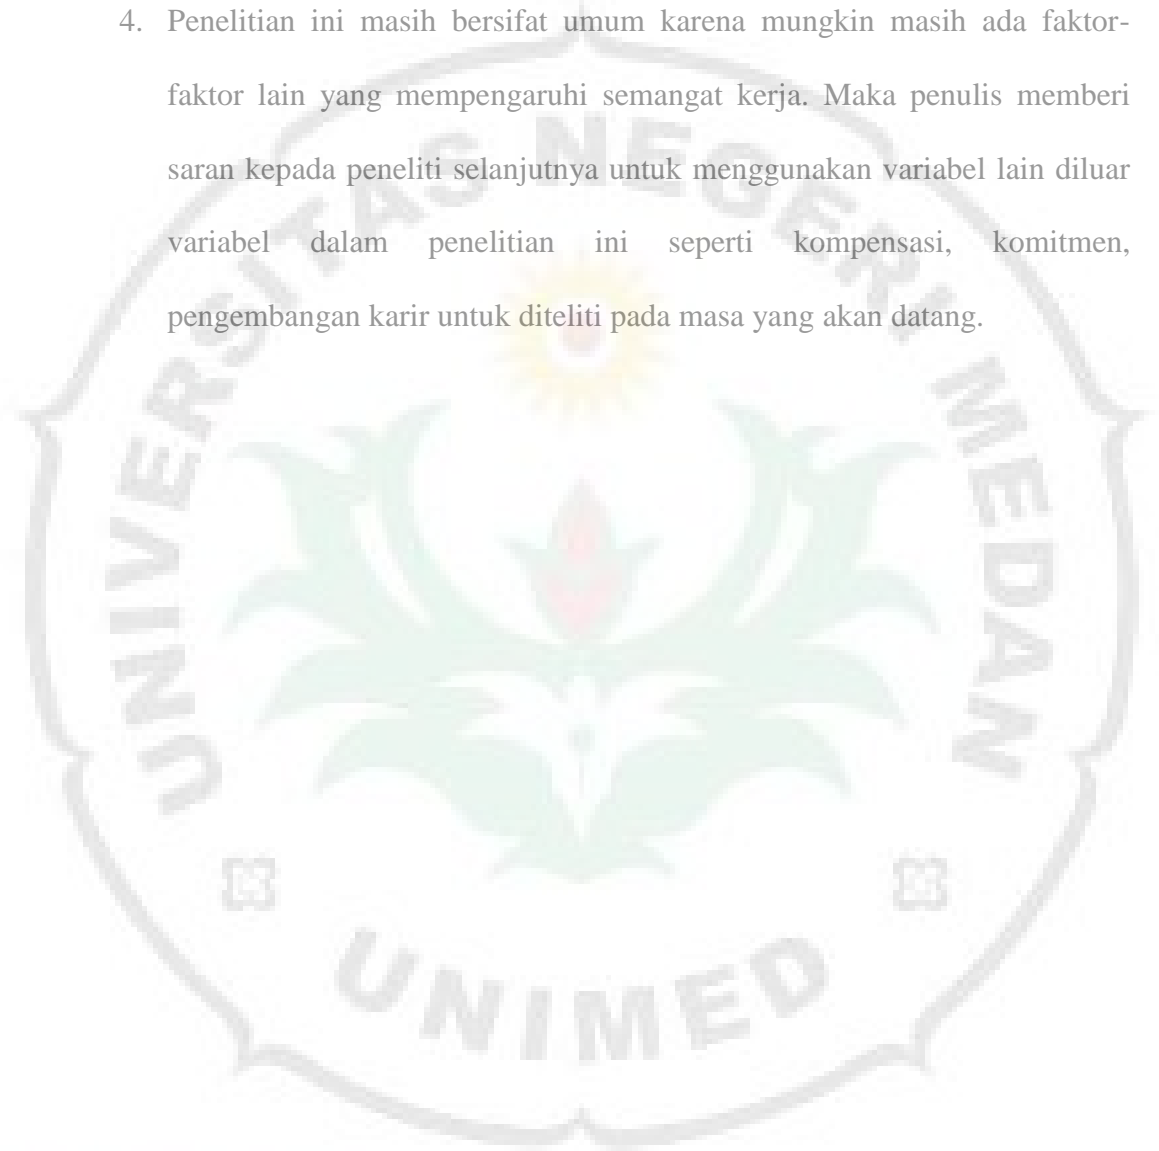 4. Penelitian ini masih bersifat umum karena mungkin masih ada faktor-
faktor lain yang mempengaruhi semangat kerja. Maka penulis memberi
saran kepada peneliti selanjutnya untuk menggunakan variabel lain diluar
variabel dalam penelitian ini seperti kompensasi, komitmen,
pengembangan karir untuk diteliti pada masa yang akan datang.
UNIVERSITAS NEGERI MEDAN
UNIMED